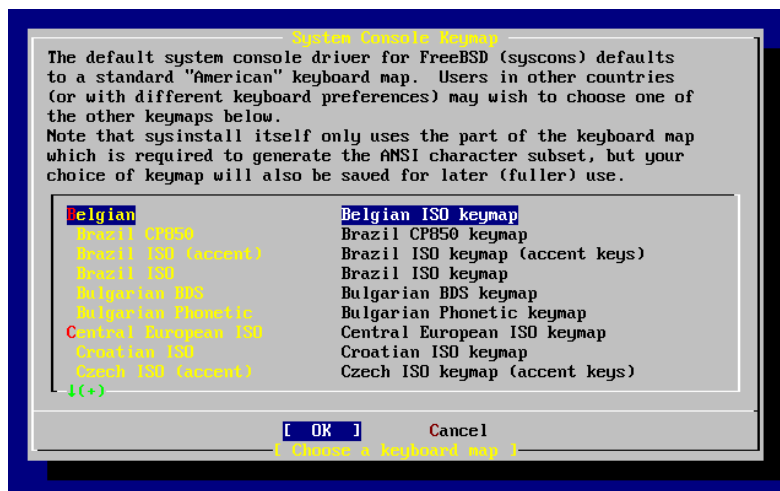 System Console Keymap
The default system console driver for FreeBSD (syscons) defaults
to a standard "American" keyboard map.  Users in other countries
(or with different keyboard preferences) may wish to choose one of
the other keymaps below.
Note that sysinstall itself only uses the part of the keyboard map
which is required to generate the ANSI character subset, but your
choice of keymap will also be saved for later (fuller) use.
Belgian Belgian ISO keymap
Brazil CP850 Brazil CP850 keymap
Brazil ISO (accent) Brazil ISO keymap (accent keys)
Brazil ISO Brazil ISO keymap
Bulgarian BDS Bulgarian BDS keymap
Bulgarian Phonetic Bulgarian Phonetic keymap
Central European ISO Central European ISO keymap
Croatian ISO Croatian ISO keymap
Czech ISO (accent) Czech ISO keymap (accent keys)
↓(+)
[ OK ] Cancel
[ Choose a keyboard map ]